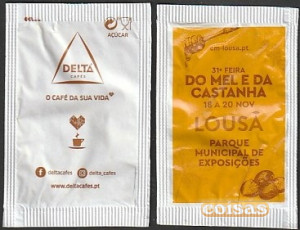 AÇÚCAR
DELTA
CAFÉS
O CAFÉ DA SUA VIDA
deltacafes
delta_cafes
www.deltacafes.pt
cm-lousa.pt
31ª FEIRA
DO MEL E DA
CASTANHA
18 A 20 NOV
LOUSÃ
PARQUE
MUNICIPAL DE
EXPOSIÇÕES
coisas